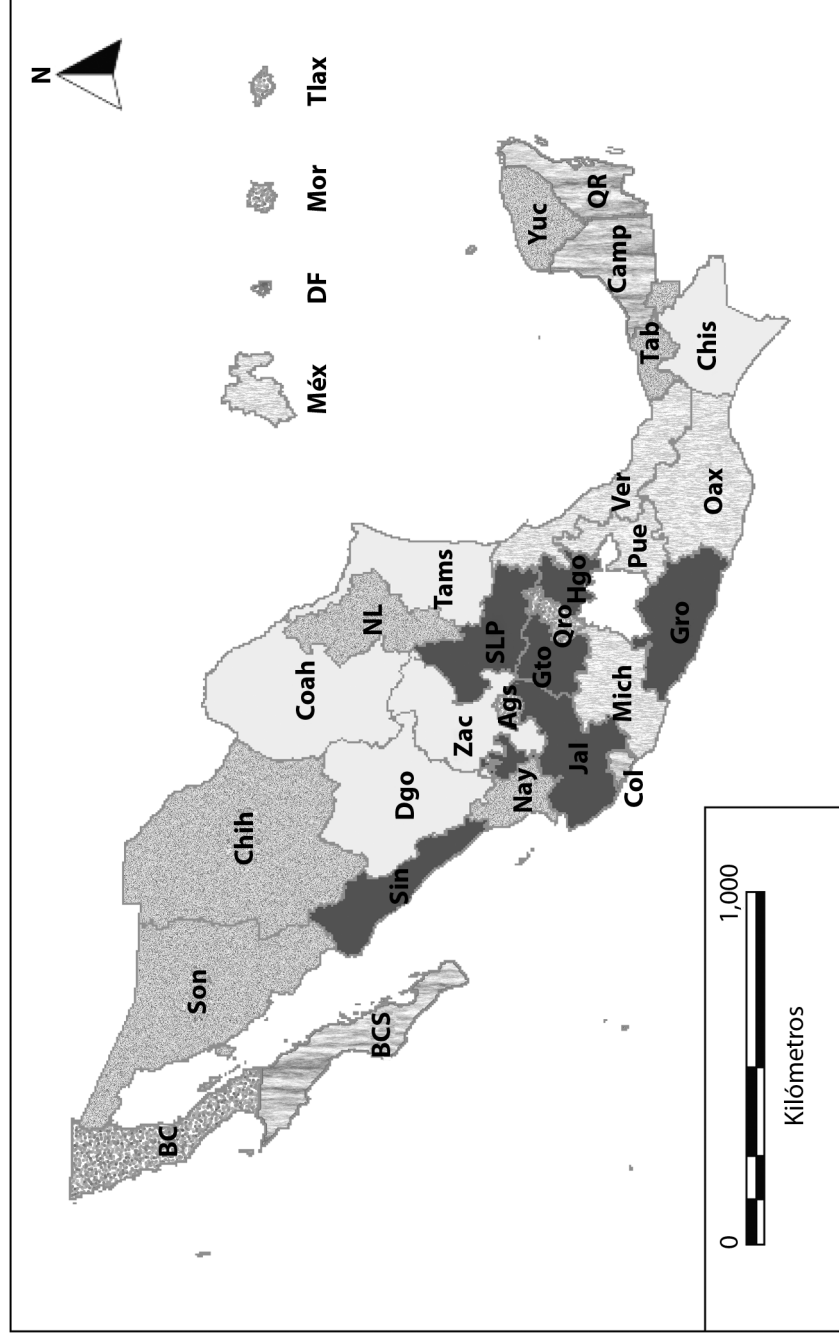 N
Méx
DF
Mor
Tlax
BC
Son
Chih
Coah
BCS
NL
Sin
Dgo
Tams
Zac
SLP
Ags
Nay
Gto
Yuc
Jal
Qro
Hgo
QR
Camp
Mich
Col
Ver
Pue
Tab
Gro
Oax
Chis
0
1,000
Kilómetros